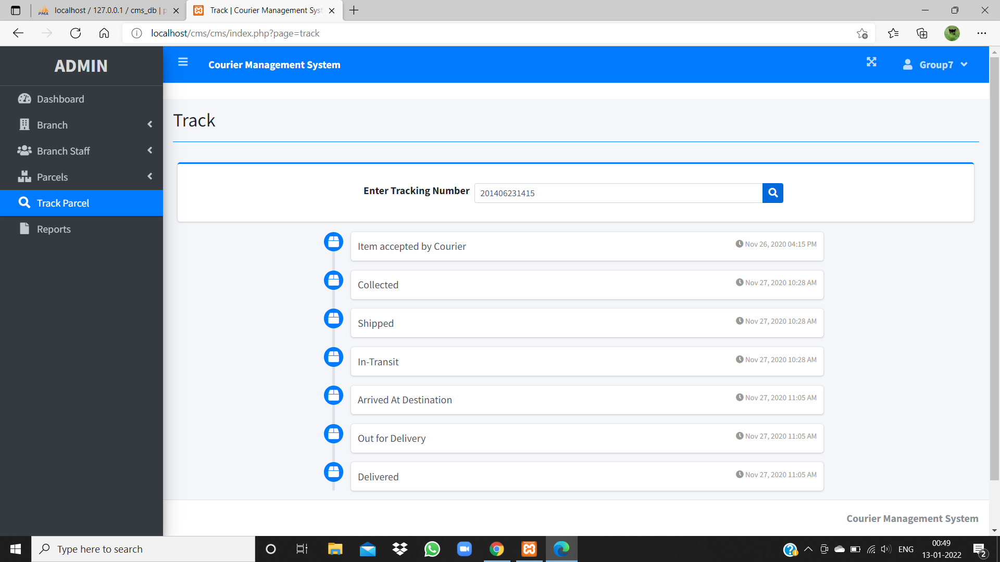 localhost / 127.0.0.1 / cms_db |
Track | Courier Management Syst
localhost/cms/cms/index.php?page=track
ADMIN
Courier Management System
Group7
Dashboard
Branch
Branch Staff
Parcels
Track Parcel
Reports
Track
Enter Tracking Number
201406231415
Item accepted by Courier
Nov 26, 2020 04:15 PM
Collected
Nov 27, 2020 10:28 AM
Shipped
Nov 27, 2020 10:28 AM
In-Transit
Nov 27, 2020 10:28 AM
Arrived At Destination
Nov 27, 2020 11:05 AM
Out for Delivery
Nov 27, 2020 11:05 AM
Delivered
Nov 27, 2020 11:05 AM
Courier Management System
Type here to search
ENG
00:49
13-01-2022
2